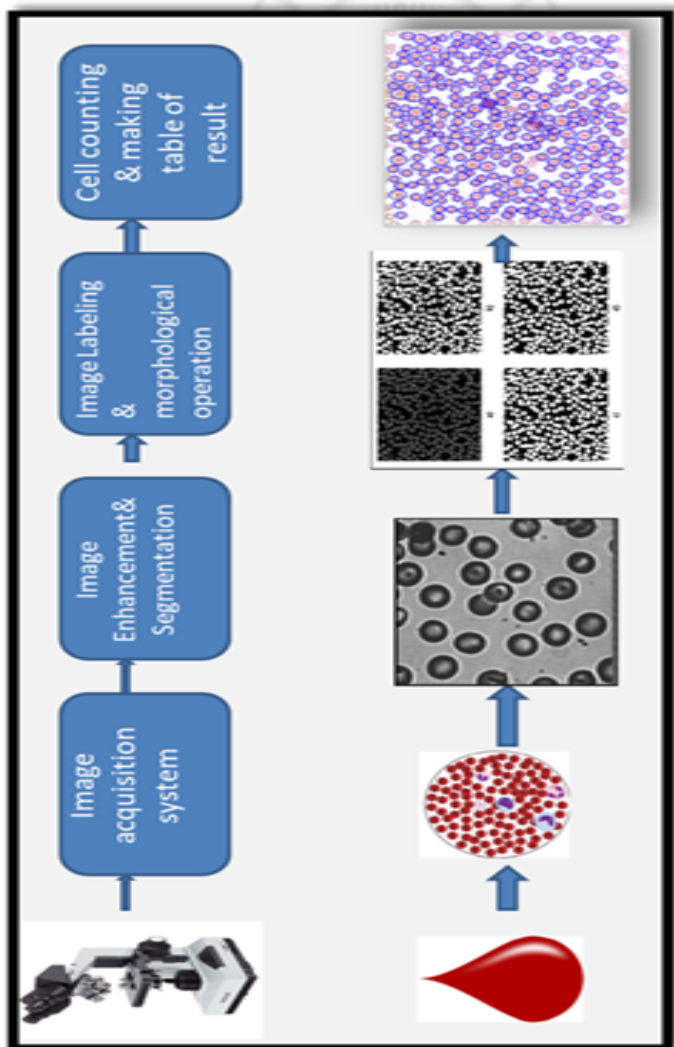 Image
acquisition
system
Image
Enhancement&
Segmentation
Image Labeling
&
morphological
operation
Cell counting
& making
table of
result